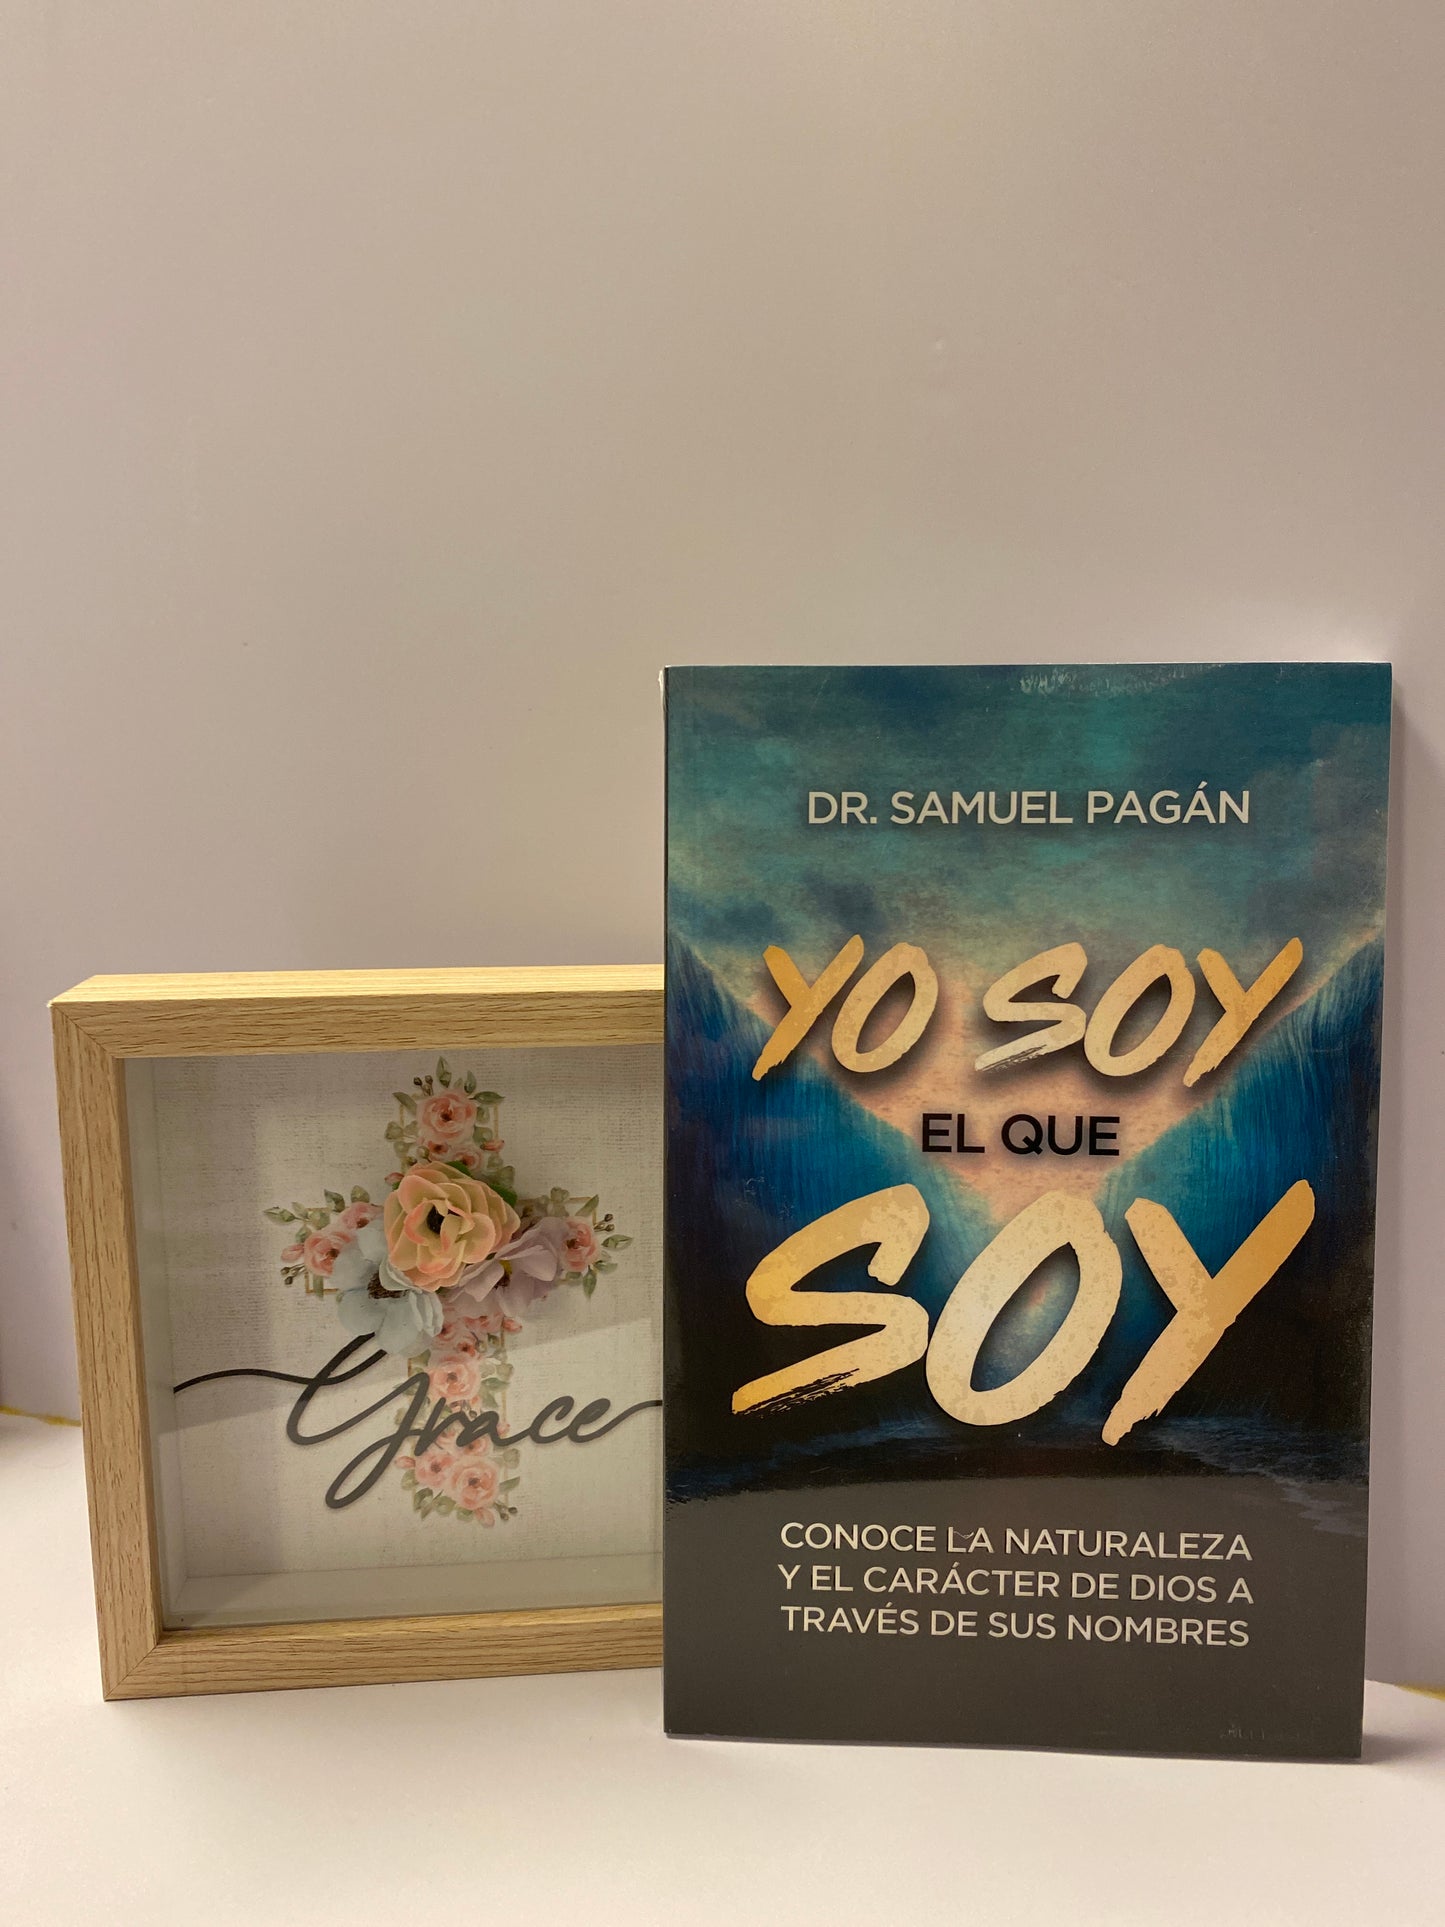 Grace
DR. SAMUEL PAGÁN
YO SOY
EL QUE
SOY
CONOCE LA NATURALEZA
Y EL CARÁCTER DE DIOS A
TRAVÉS DE SUS NOMBRES